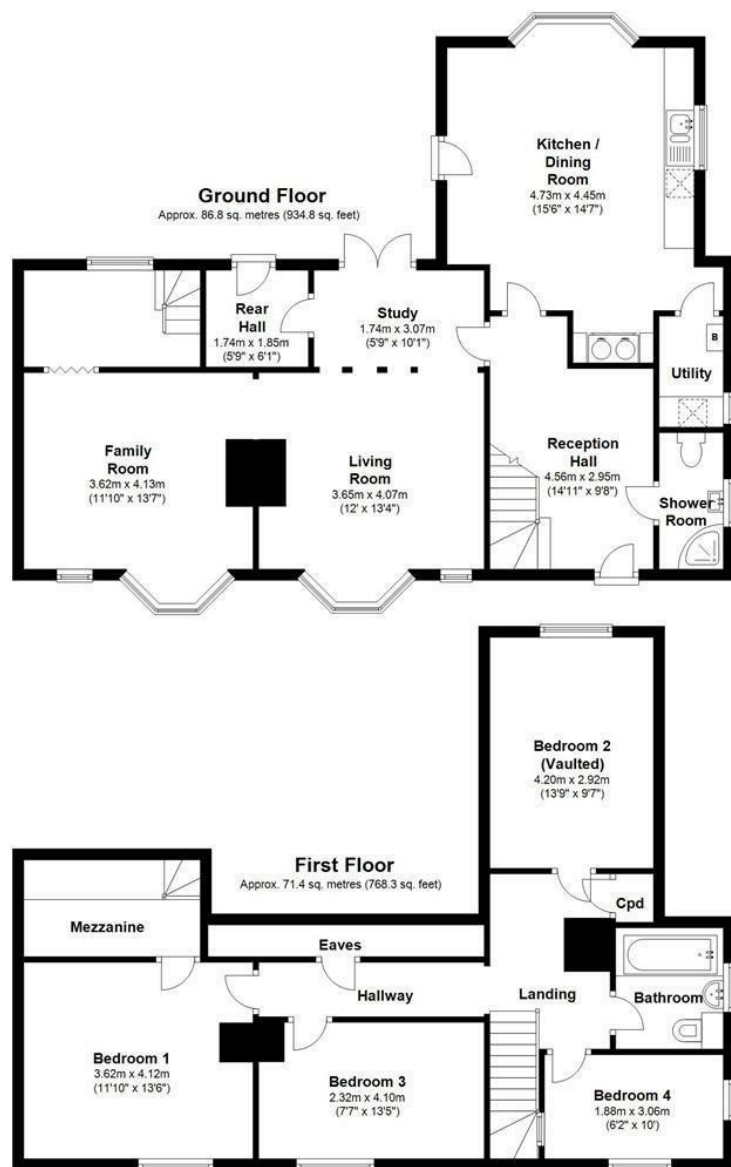 Ground Floor
Approx. 86.8 sq. metres (934.8 sq. feet)
Kitchen /
Dining
Room
4.73m x 4.45m
(15'6" x 14'7")
Rear
Hall
1.74m x 1.85m
(5'9" x 6'1")
Study
1.74m x 3.07m
(5'9" x 10'1")
B
Utility
Family
Room
3.62m x 4.13m
(11'10" x 13'7")
Living
Room
3.65m x 4.07m
(12' x 13'4")
Reception
Hall
4.56m x 2.95m
(14'11" x 9'8")
Shower
Room
First Floor
Approx. 71.4 sq. metres (768.3 sq. feet)
Bedroom 2
(Vaulted)
4.20m x 2.92m
(13'9" x 9'7")
Cpd
Mezzanine
Eaves
Hallway
Landing
Bathroom
Bedroom 1
3.62m x 4.12m
(11'10" x 13'6")
Bedroom 3
2.32m x 4.10m
(7'7" x 13'5")
Bedroom 4
1.88m x 3.06m
(6'2" x 10')